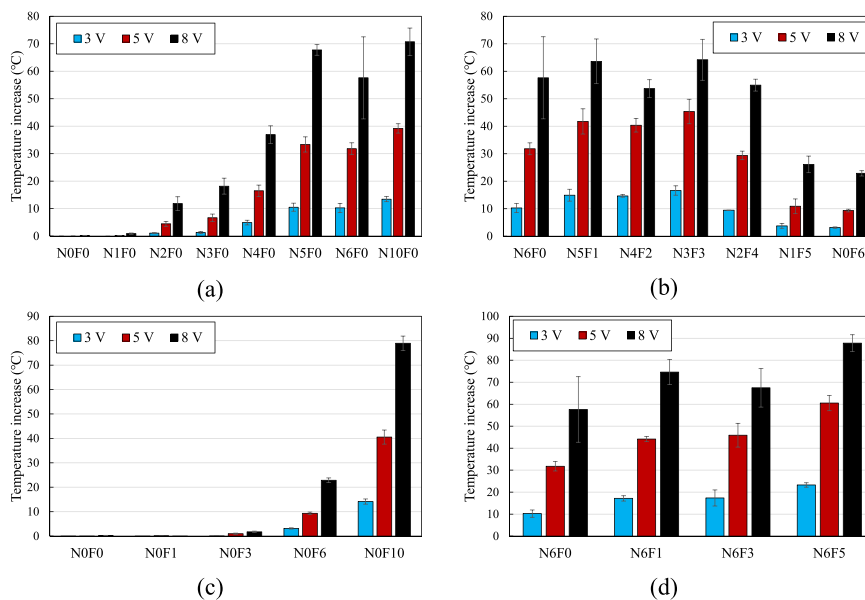 80
70
60
50
40
30
20
10
0
Temperature increase (°C)
3 V 5 V 8 V
N0F0 N1F0 N2F0 N3F0 N4F0 N5F0 N6F0 N10F0
(a)
80
70
60
50
40
30
20
10
0
Temperature increase (°C)
3 V 5 V 8 V
N6F0 N5F1 N4F2 N3F3 N2F4 N1F5 N0F6
(b)
90
80
70
60
50
40
30
20
10
0
Temperature increase (°C)
3 V 5 V 8 V
N0F0 N0F1 N0F3 N0F6 N0F10
(c)
100
90
80
70
60
50
40
30
20
10
0
Temperature increase (°C)
3 V 5 V 8 V
N6F0 N6F1 N6F3 N6F5
(d)